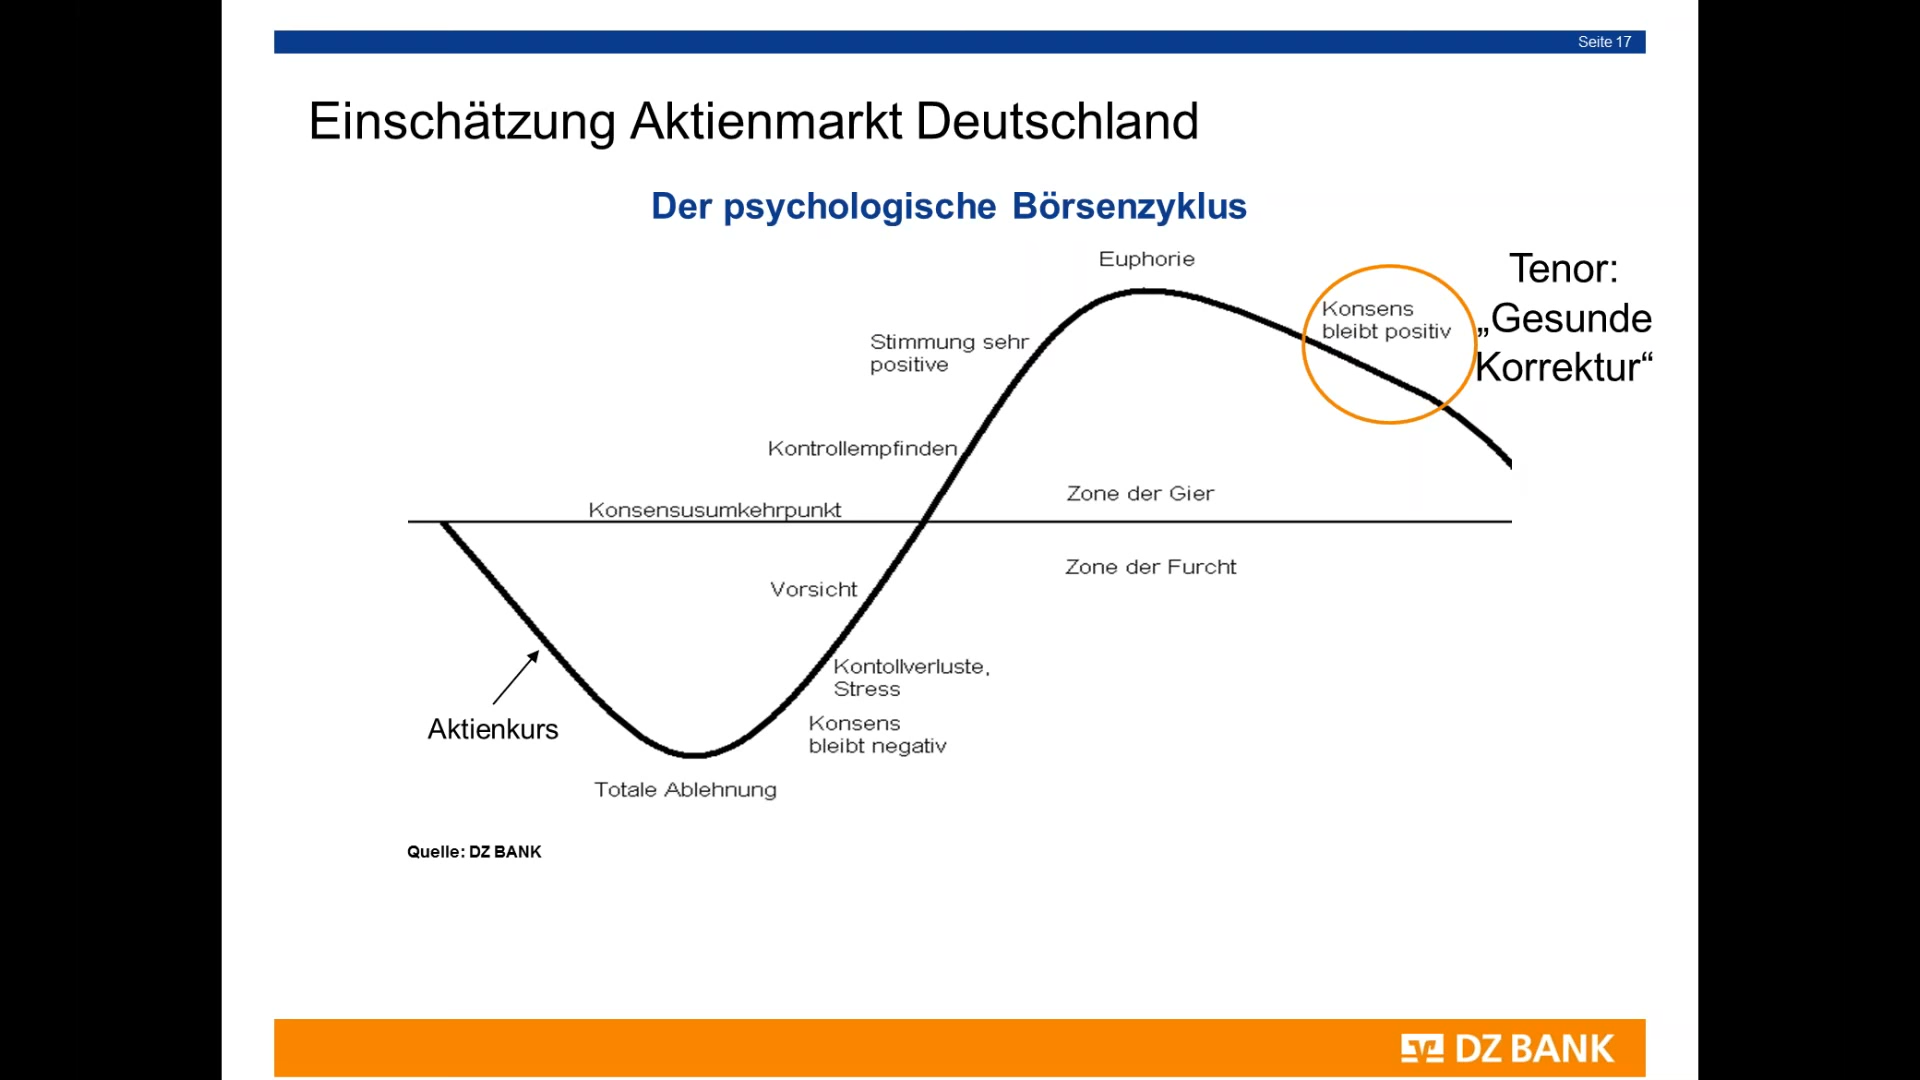 Seite 17
Einschätzung Aktienmarkt Deutschland
Der psychologische Börsenzyklus
Euphorie
Tenor:
„Gesunde
Korrektur“
Konsens
bleibt positiv
Stimmung sehr
positive
Kontrollempfinden
Zone der Gier
Konsensusumkehrpunkt
Zone der Furcht
Vorsicht
Kontollverluste,
Stress
Konsens
bleibt negativ
Aktienkurs
Totale Ablehnung
Quelle: DZ BANK
DZ BANK